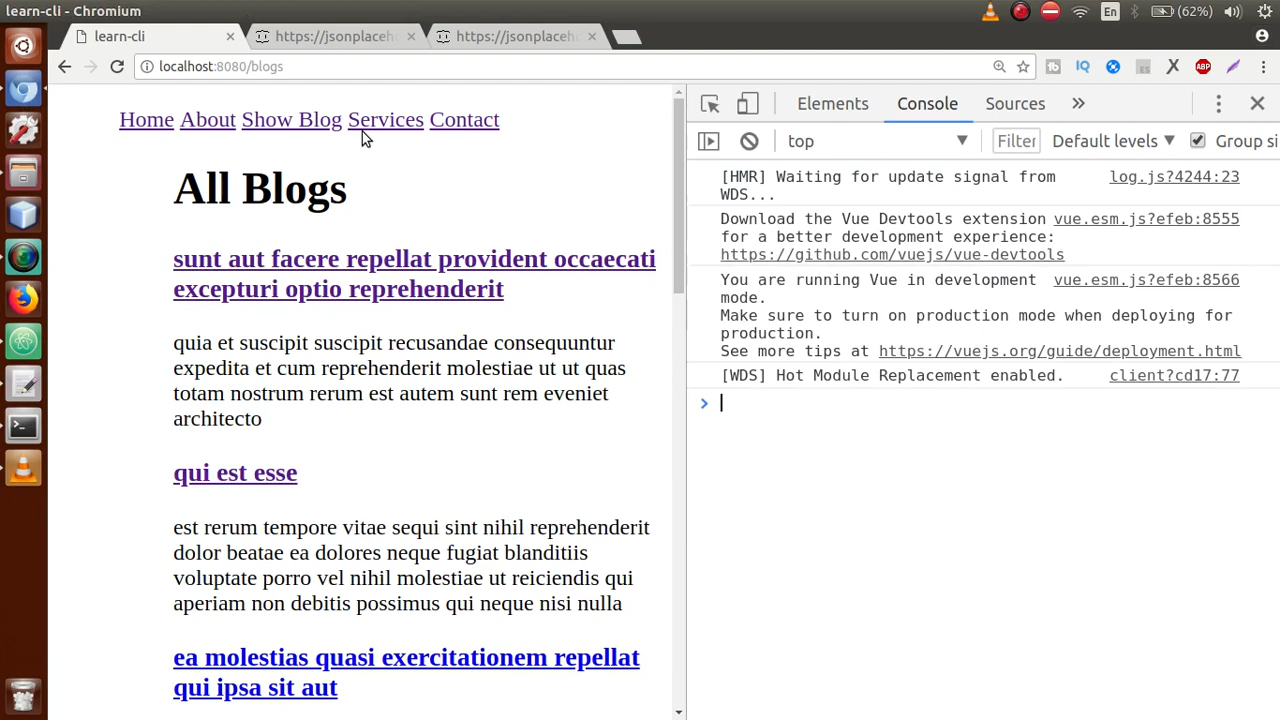 learn-cli - Chromium
En
(62%)
learn-cli
https://jsonplaceho
https://jsonplaceho
localhost:8080/blogs
ABP
Home About Show Blog Services Contact
All Blogs
sunt aut facere repellat provident occaecati
excepturi optio reprehenderit
quia et suscipit suscipit recusandae consequuntur
expedita et cum reprehenderit molestiae ut ut quas
totam nostrum rerum est autem sunt rem eveniet
architecto
qui est esse
est rerum tempore vitae sequi sint nihil reprehenderit
dolor beatae ea dolores neque fugiat blanditiis
voluptate porro vel nihil molestiae ut reiciendis qui
aperiam non debitis possimus qui neque nisi nulla
ea molestias quasi exercitationem repellat
qui ipsa sit aut
Elements Console Sources
top Filter Default levels Group si
[HMR] Waiting for update signal from log.js?4244:23
WDS...
Download the Vue Devtools extension vue.esm.js?efeb:8555
for a better development experience:
https://github.com/vuejs/vue-devtools
You are running Vue in development vue.esm.js?efeb:8566
mode.
Make sure to turn on production mode when deploying for
production.
See more tips at https://vuejs.org/guide/deployment.html
[WDS] Hot Module Replacement enabled. client?cd17:77